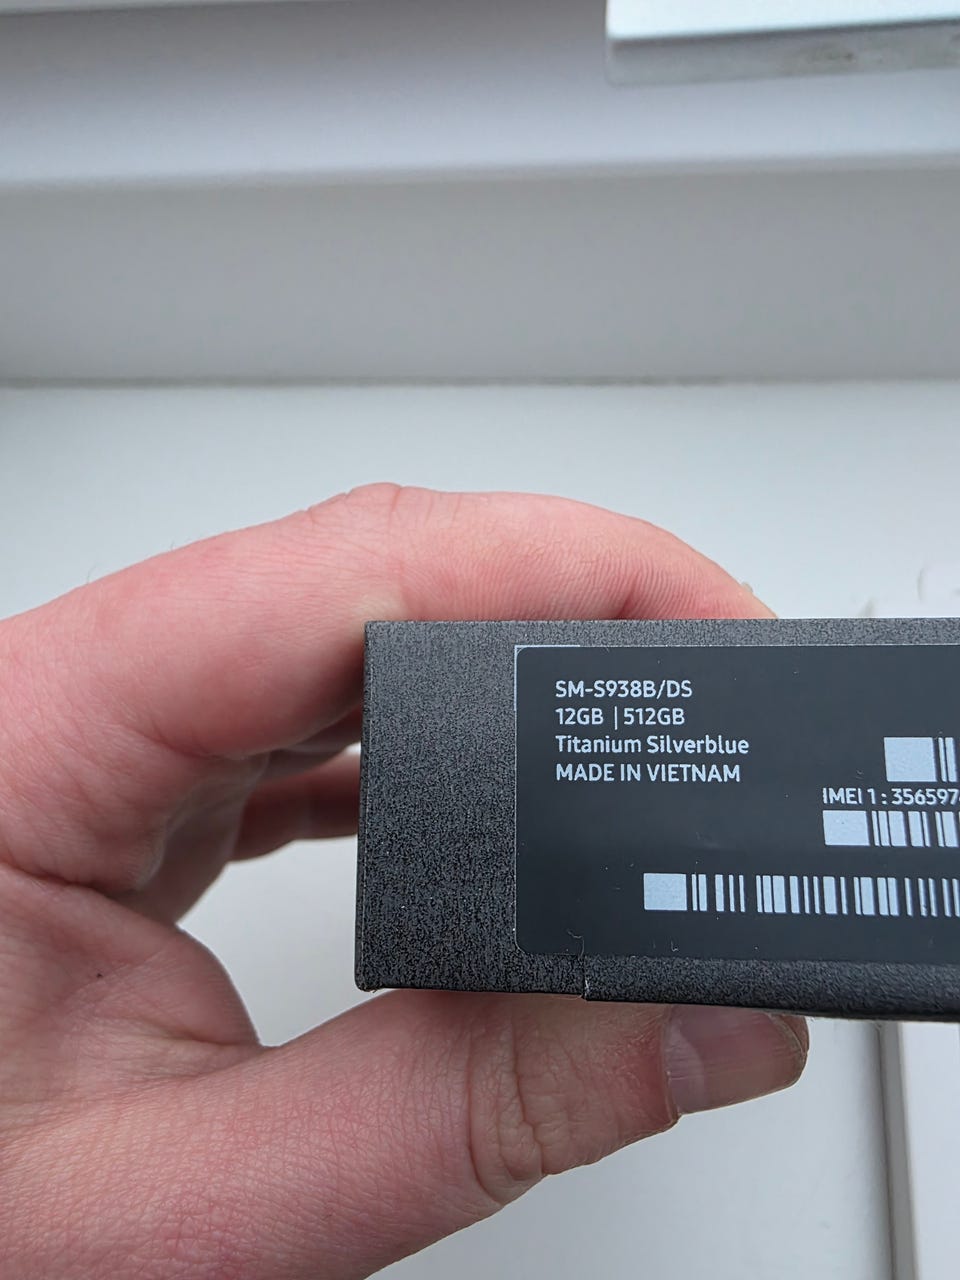 SM-S938B/DS
12GB | 512GB
Titanium Silverblue
MADE IN VIETNAM
IMEI 1 : 356597